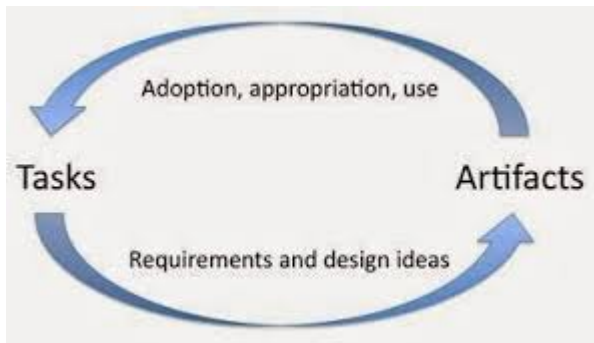 Adoption, appropriation, use
Tasks
Artifacts
Requirements and design ideas